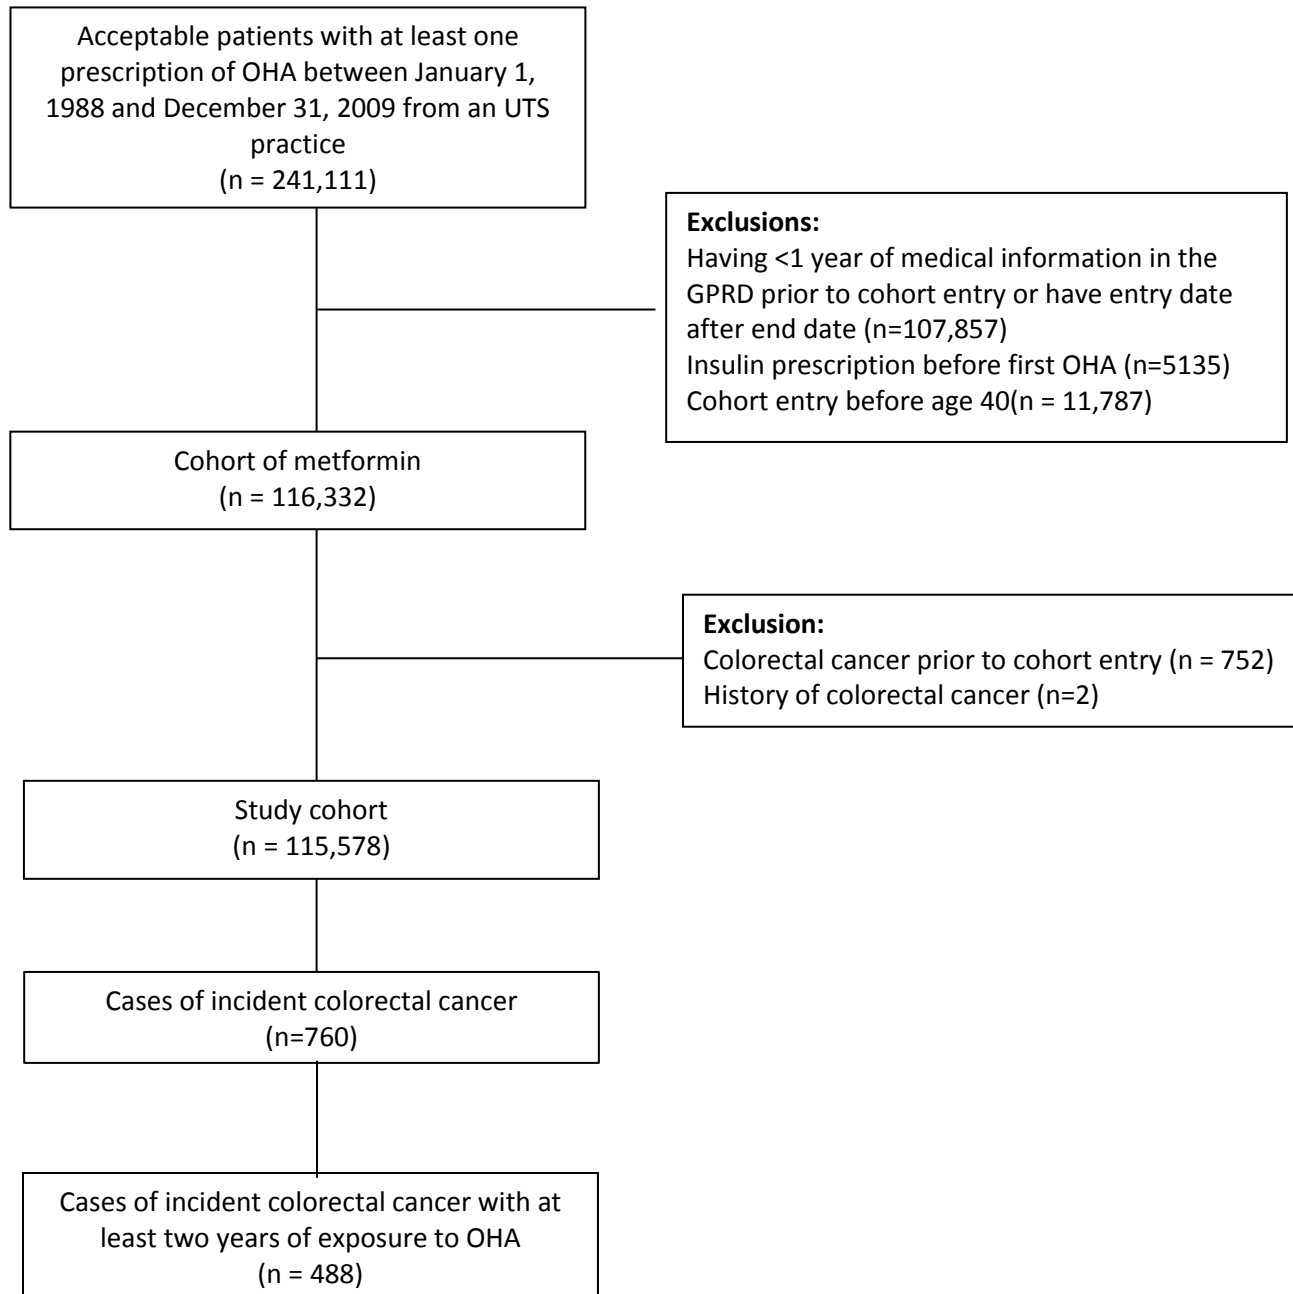 Acceptable patients with at least one
prescription of OHA between January 1,
1988 and December 31, 2009 from an UTS
practice
(n = 241,111)
Exclusions:
Having <1 year of medical information in the
GPRD prior to cohort entry or have entry date
after end date (n=107,857)
Insulin prescription before first OHA (n=5135)
Cohort entry before age 40(n = 11,787)
Cohort of metformin
(n = 116,332)
Exclusion:
Colorectal cancer prior to cohort entry (n = 752)
History of colorectal cancer (n=2)
Study cohort
(n = 115,578)
Cases of incident colorectal cancer
(n=760)
Cases of incident colorectal cancer with at
least two years of exposure to OHA
(n = 488)